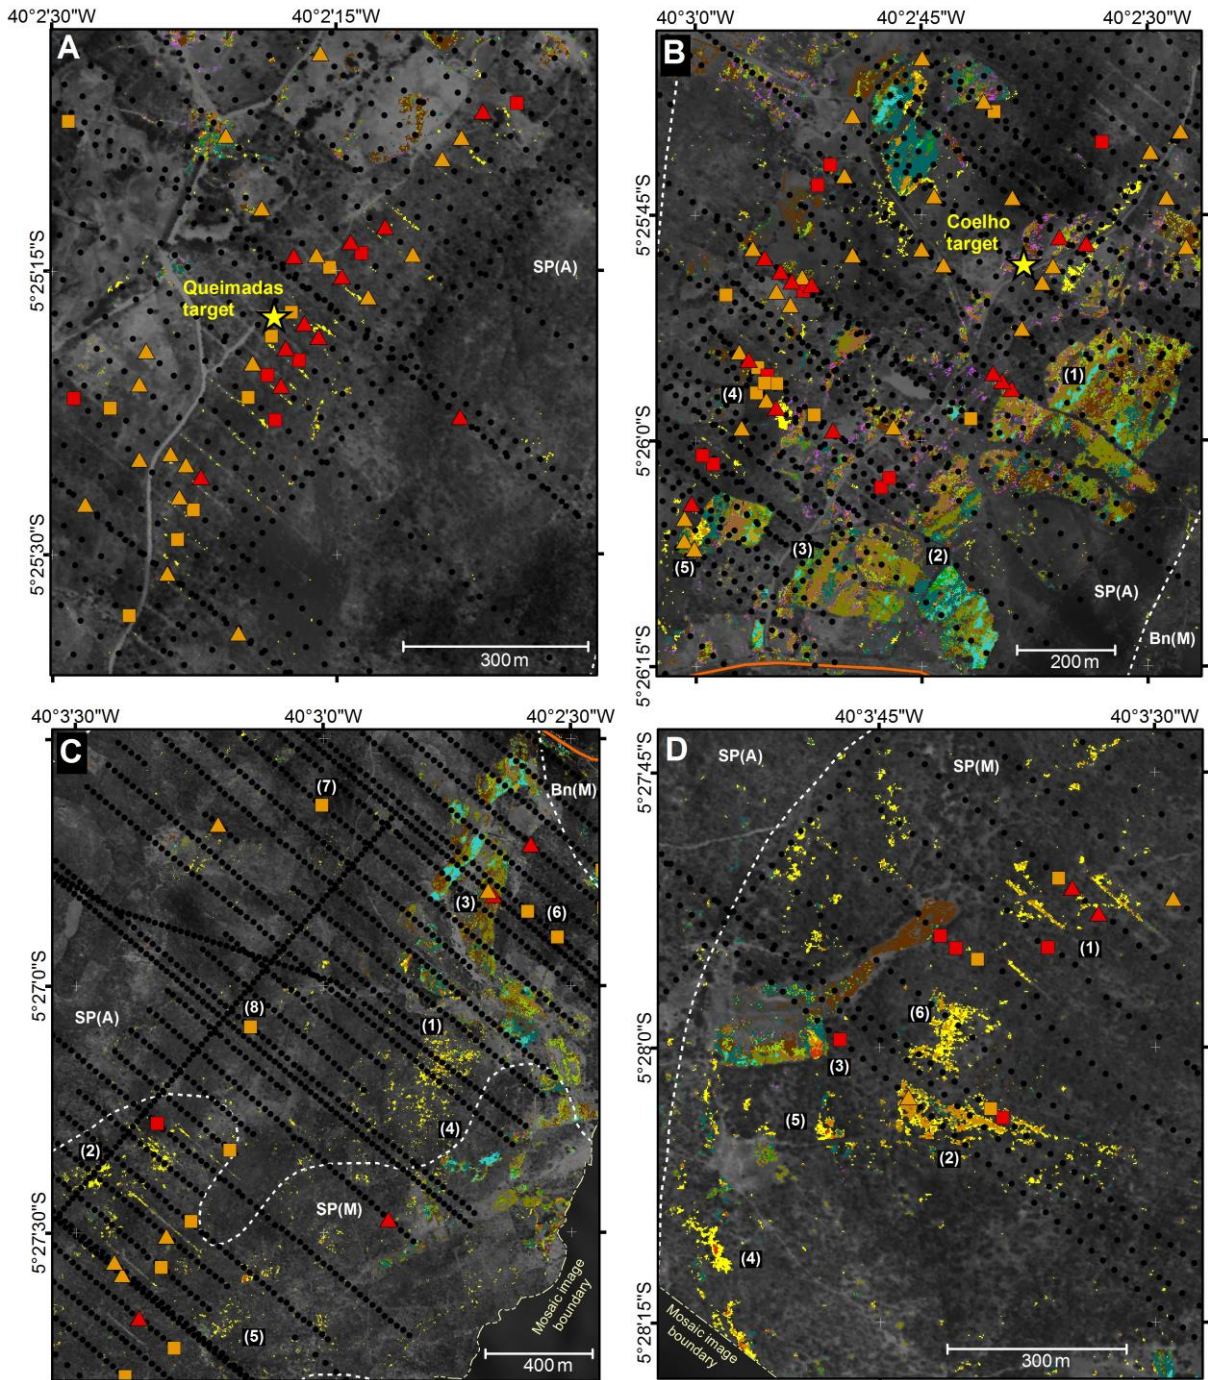 40°2'30"W 40°2'15"W
A
5°25'15"S
5°25'30"S
Queimadas
target
SP(A)
300 m
40°3'0"W 40°2'45"W 40°2'30"W
B
5°25'45"S
5°26'0"S
5°26'15"S
Coelho
target
(1)
(4)
(3)
(2)
(5)
SP(A)
Bn(M)
200 m
40°3'30"W 40°3'0"W 40°2'30"W
C
5°27'0"S
5°27'30"S
(7)
Bn(M)
(3)
(6)
SP(A)
(8)
(1)
(2)
(4)
SP(M)
(5)
Mosaic image
boundary
400 m
40°3'45"W 40°3'30"W
D
5°27'45"S
5°28'0"S
5°28'15"S
SP(A)
SP(M)
(1)
(6)
(3)
(5)
(2)
(4)
Mosaic image
boundary
300 m